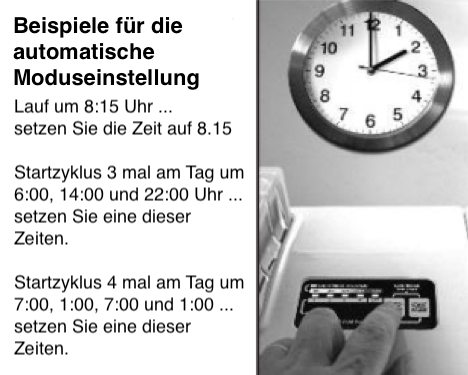 Beispiele für die
automatische
Moduseinstellung
Lauf um 8:15 Uhr ...
setzen Sie die Zeit auf 8.15
Startzyklus 3 mal am Tag um
6:00, 14:00 und 22:00 Uhr ...
setzen Sie eine dieser
Zeiten.
Startzyklus 4 mal am Tag um
7:00, 1:00, 7:00 und 1:00 ...
setzen Sie eine dieser
Zeiten.
12
1
2
3
4
5
6
7
8
9
10
11